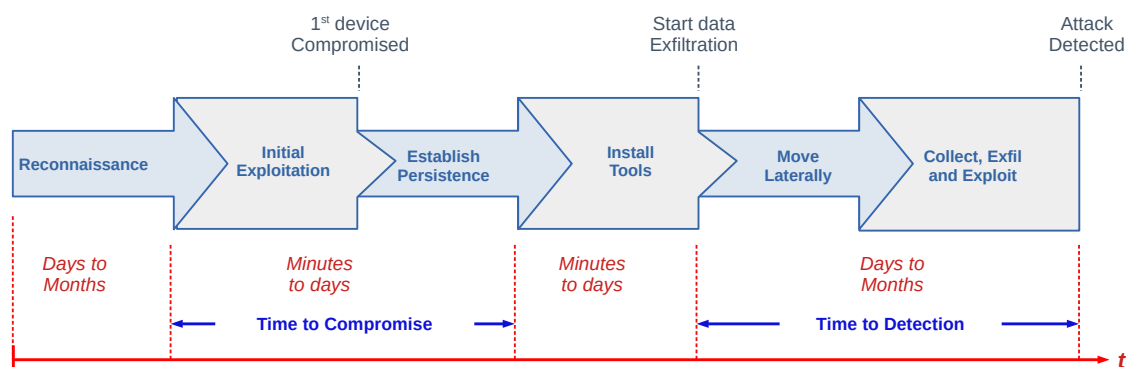 1st device
Compromised
Start data
Exfiltration
Attack
Detected
Reconnaissance
Initial
Exploitation
Establish
Persistence
Install
Tools
Move
Laterally
Collect, Exfil
and Exploit
Days to
Months
Minutes
to days
Minutes
to days
Days to
Months
Time to Compromise
Time to Detection
t